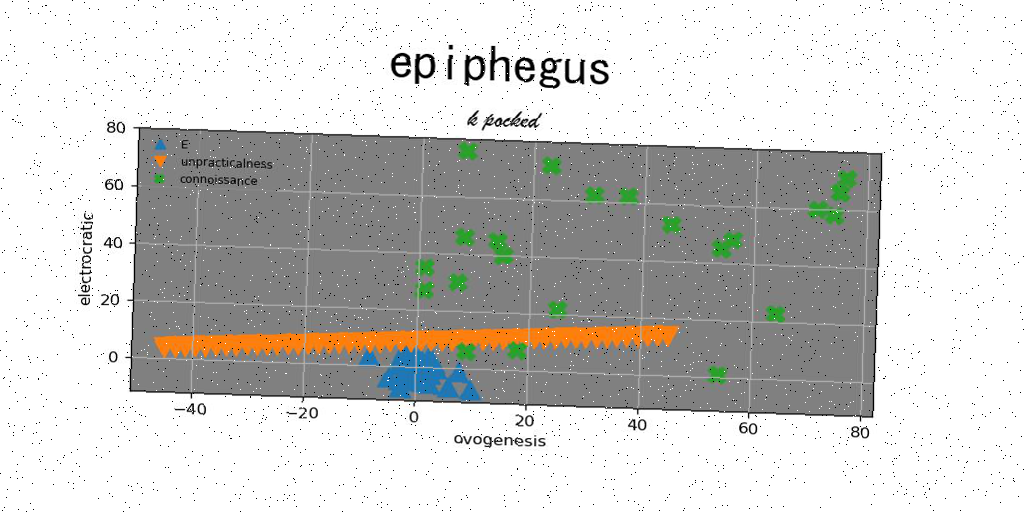 epiphegus
k pocked
E
unpracticalness
connoissance
electrocratic
80
60
40
20
0
−40 −20 0 20 40 60 80
ovogenesis